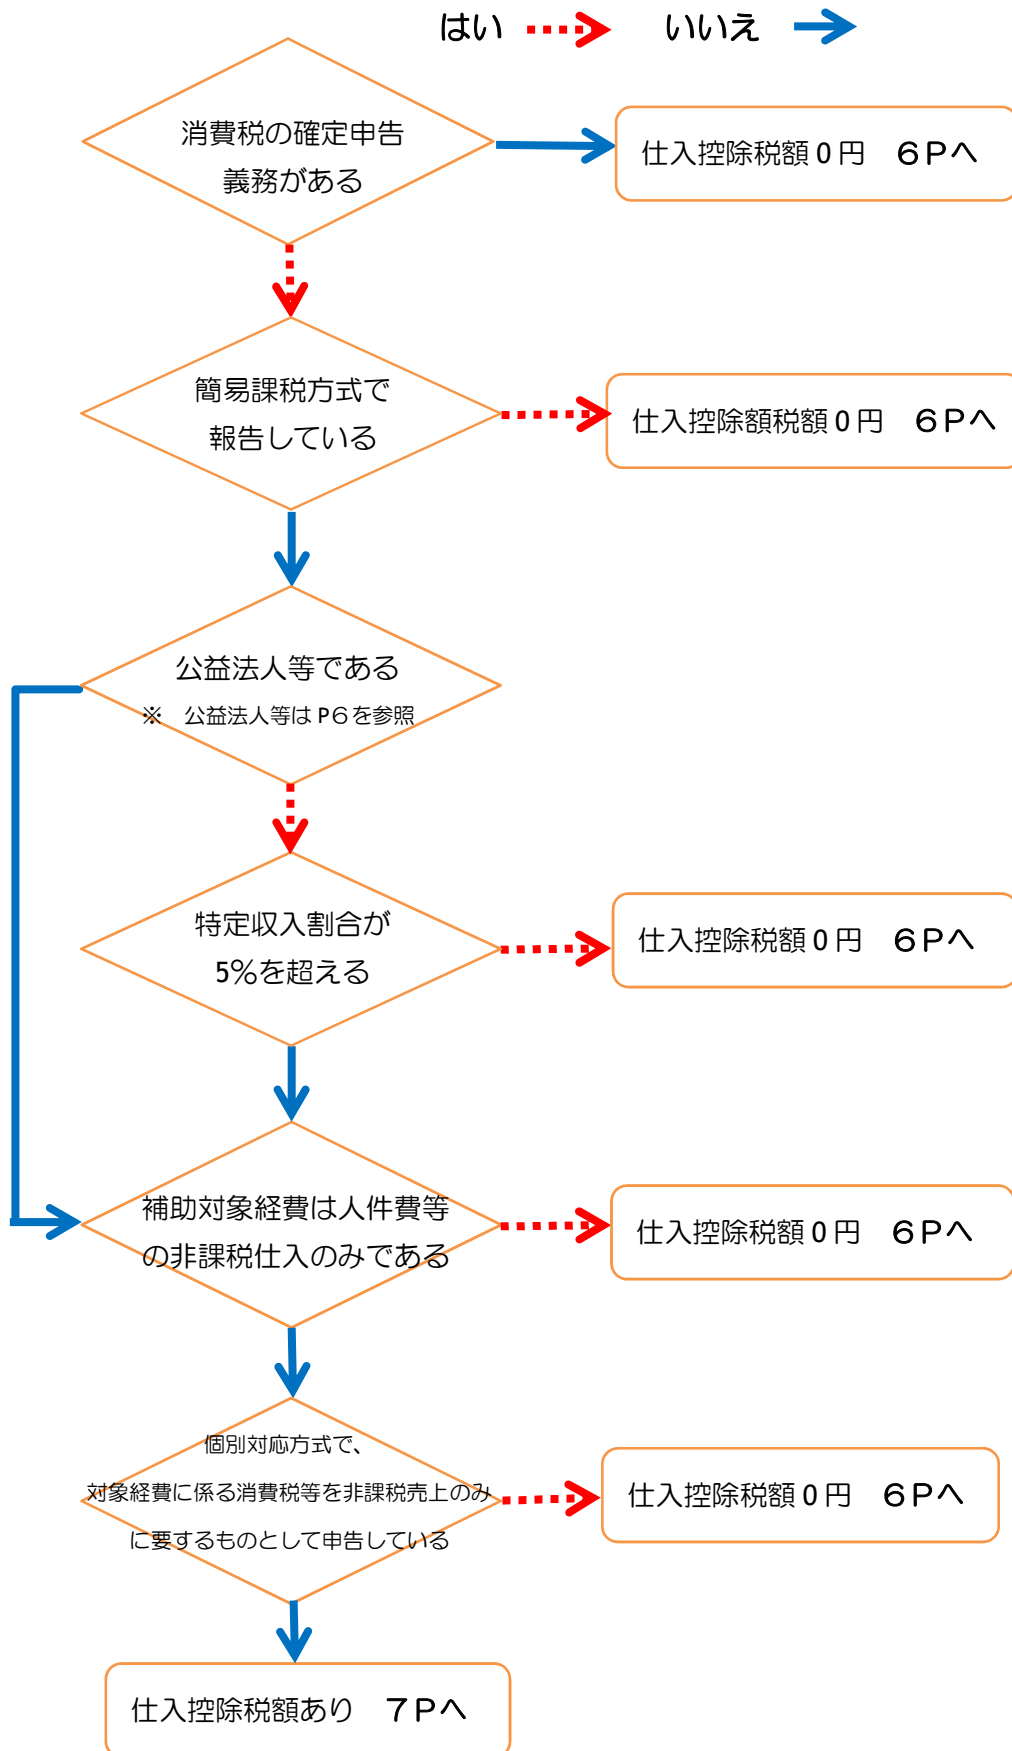 はい いいえ
消費税の確定申告
義務がある
仕入控除税額0円　6Pへ
簡易課税方式で
報告している
仕入控除額税額0円　6Pへ
公益法人等である
※　公益法人等はP6を参照
特定収入割合が
5%を超える
仕入控除税額0円　6Pへ
補助対象経費は人件費等
の非課税仕入のみである
仕入控除税額0円　6Pへ
個別対応方式で、
対象経費に係る消費税等を非課税売上のみ
に要するものとして申告している
仕入控除税額0円　6Pへ
仕入控除税額あり　7Pへ